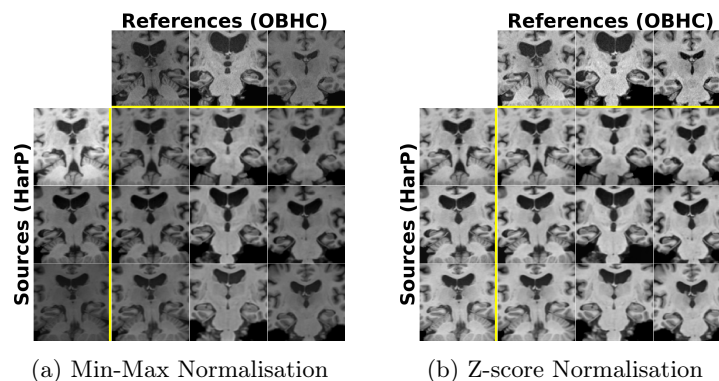 References (OBHC)
Sources (HarP)
(a) Min-Max Normalisation
References (OBHC)
Sources (HarP)
(b) Z-score Normalisation